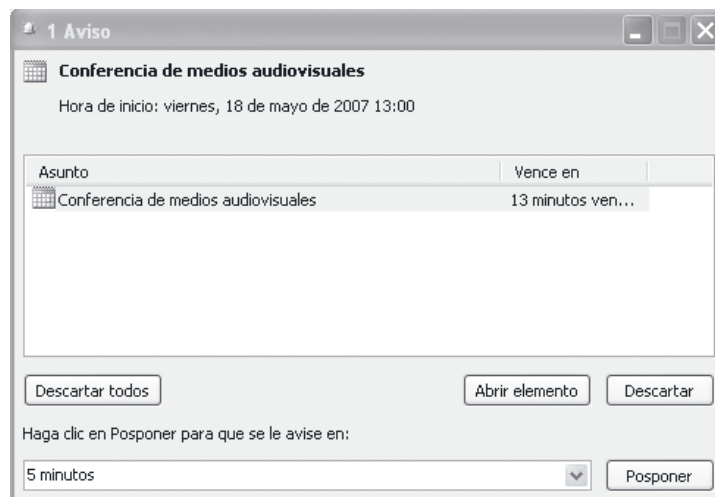 1 Aviso
Conferencia de medios audiovisuales
Hora de inicio: viernes, 18 de mayo de 2007 13:00
Asunto Vence en
Conferencia de medios audiovisuales 13 minutos ven...
Descartar todos Abrir elemento Descartar
Haga clic en Posponer para que se le avise en:
5 minutos Posponer